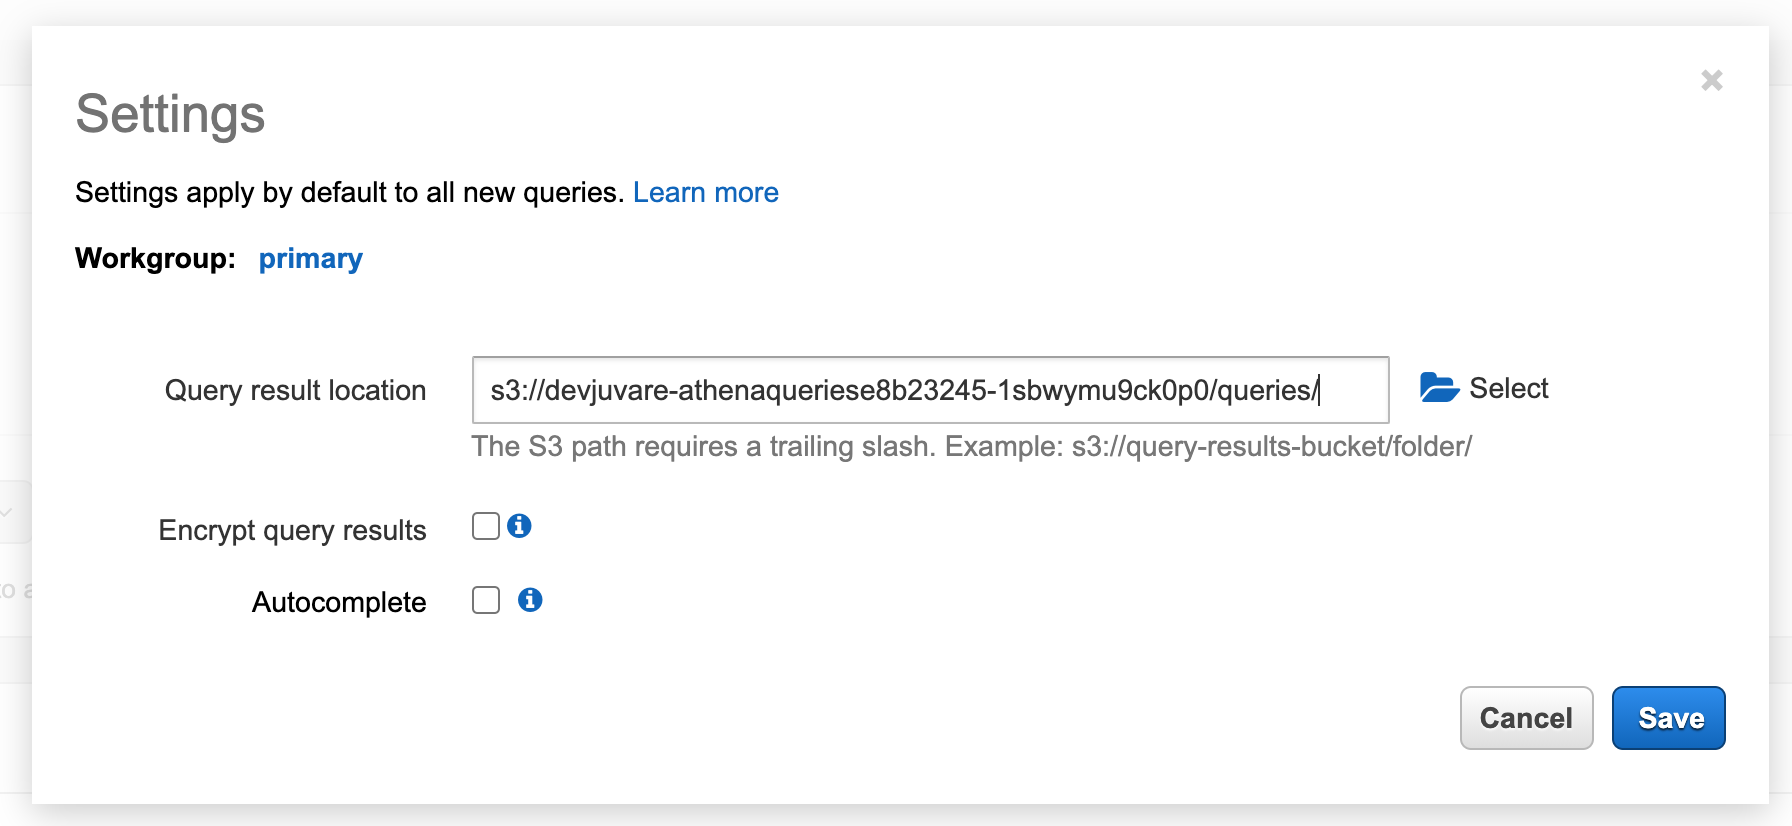 Settings
Settings apply by default to all new queries. Learn more
Workgroup: primary
Query result location s3://devjuvare-athenaqueriese8b23245-1sbwymu9ck0p0/queries/ Select
The S3 path requires a trailing slash. Example: s3://query-results-bucket/folder/
Encrypt query results
to a
Autocomplete
Cancel Save